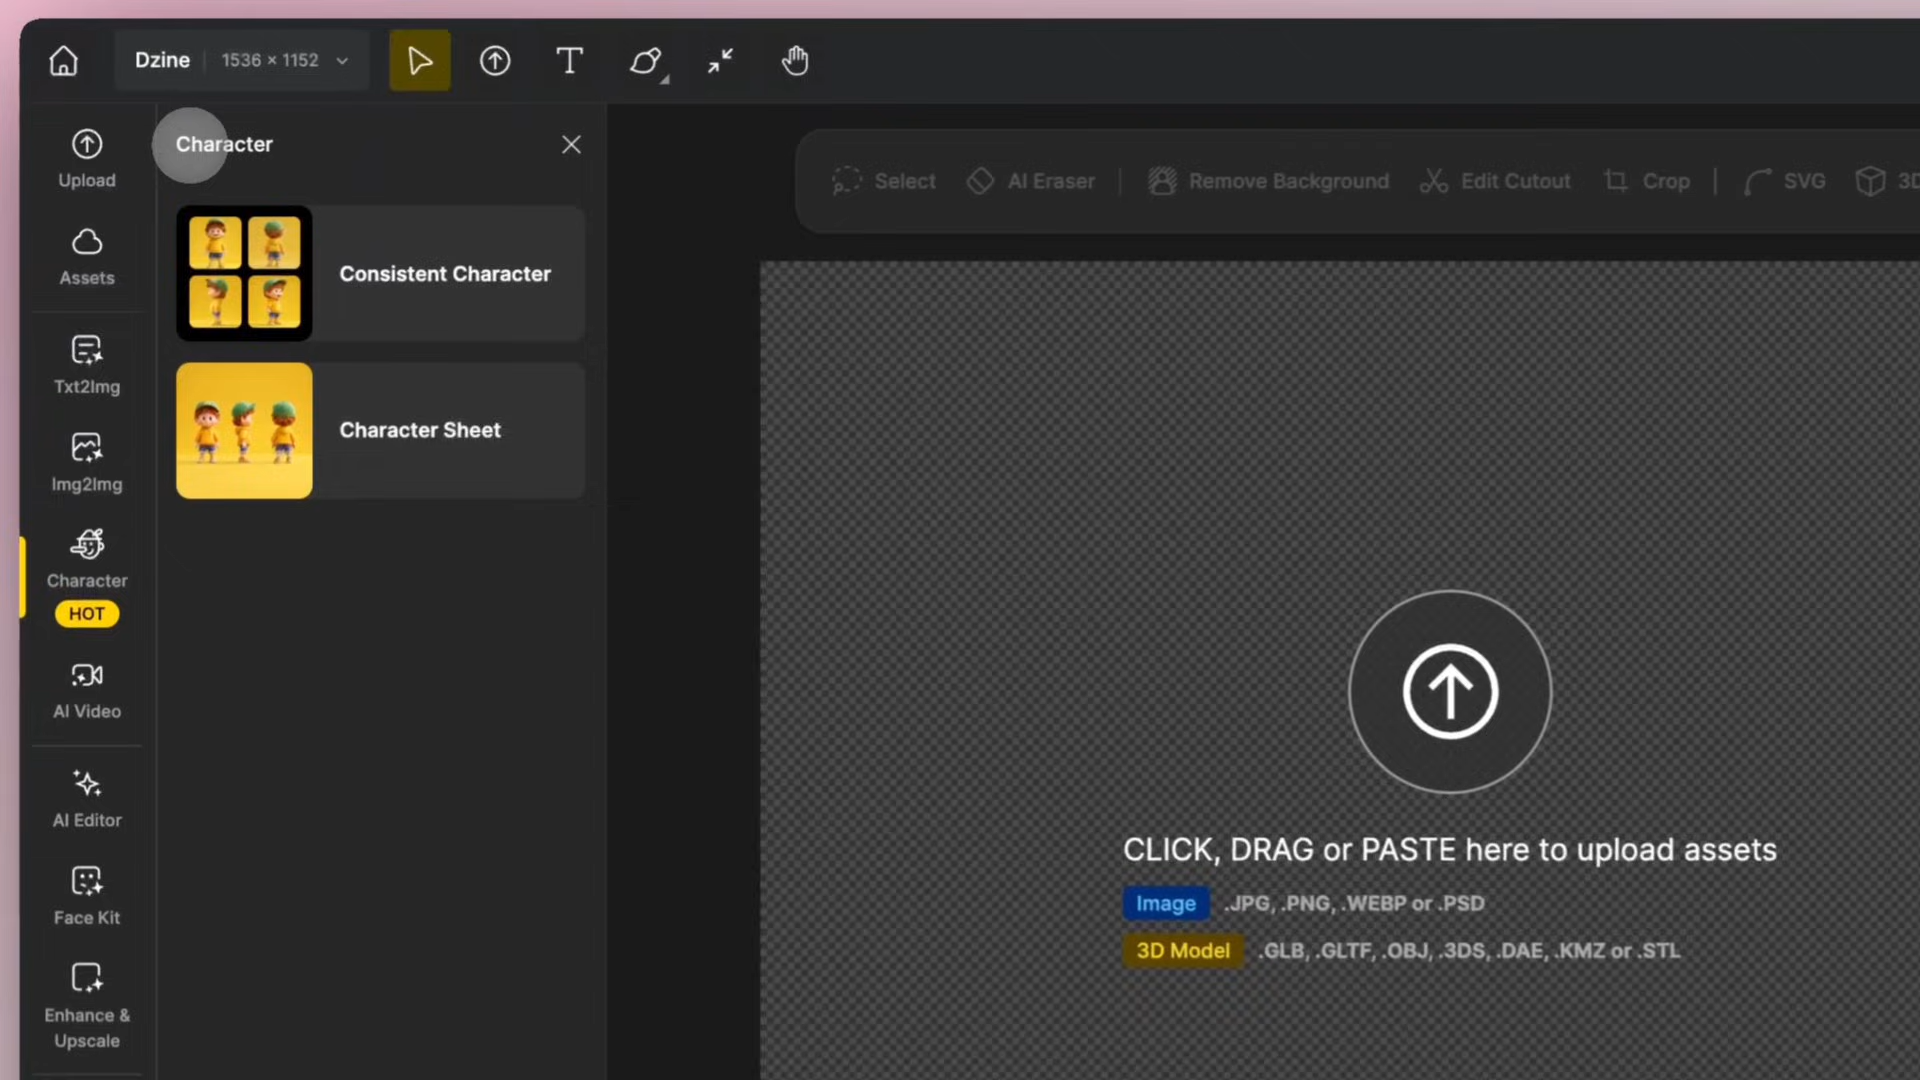 Dzine
1536 × 1152
Upload
Assets
Txt2Img
Img2Img
Character
HOT
AI Video
AI Editor
Face Kit
Enhance &
Upscale
Character
Consistent Character
Character Sheet
Select
AI Eraser
Remove Background
Edit Cutout
Crop
SVG
3D
CLICK, DRAG or PASTE here to upload assets
Image .JPG, .PNG, .WEBP or .PSD
3D Model .GLB, .GLTF, .OBJ, .3DS, .DAE, .KMZ or .STL